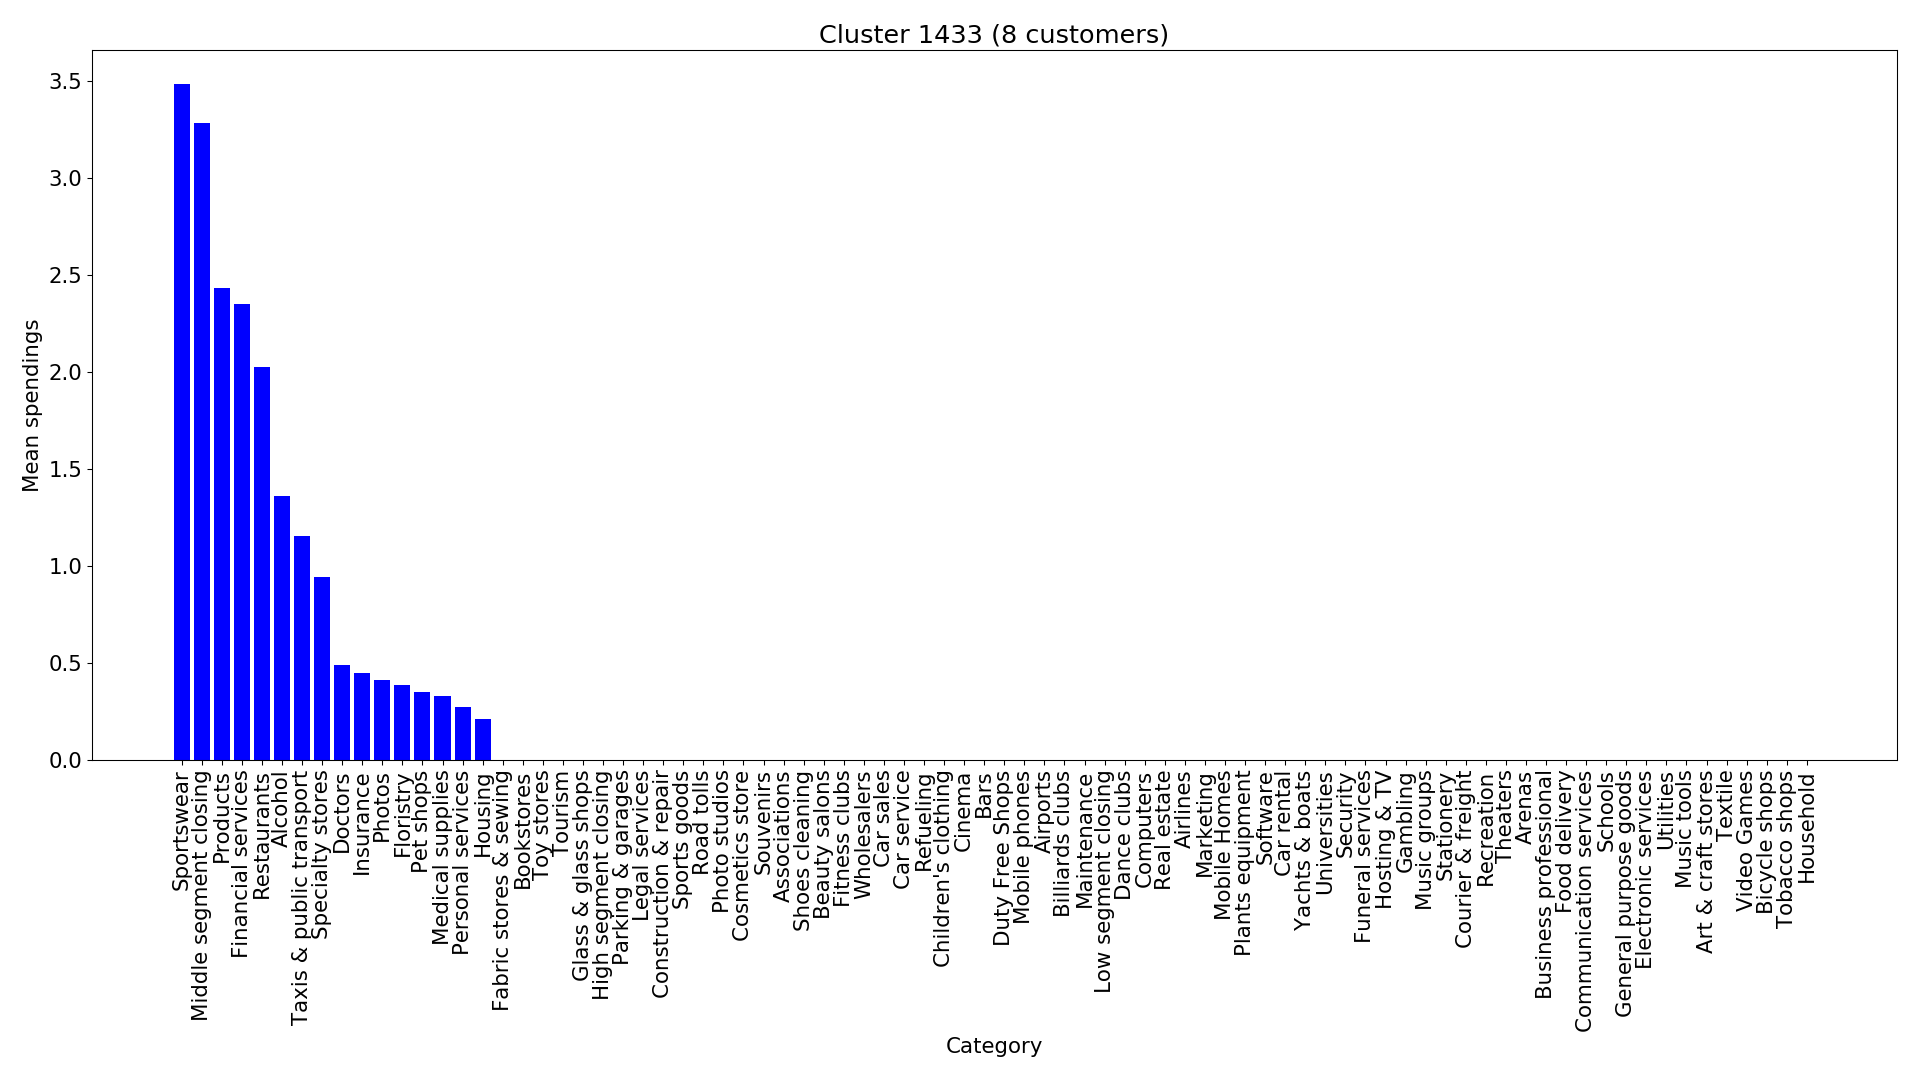 Cluster 1433 (8 customers)
Mean spendings
3.5
3.0
2.5
2.0
1.5
1.0
0.5
0.0
Sportswear
Middle segment closing
Products
Financial services
Restaurants
Alcohol
Taxis & public transport
Specialty stores
Doctors
Insurance
Photos
Floristry
Pet shops
Medical supplies
Personal services
Housing
Fabric stores & sewing
Bookstores
Toy stores
Tourism
Glass & glass shops
High segment closing
Parking & garages
Legal services
Construction & repair
Sports goods
Road tolls
Photo studios
Cosmetics store
Souvenirs
Associations
Shoes cleaning
Beauty salons
Fitness clubs
Wholesalers
Car sales
Car service
Refueling
Children's clothing
Cinema
Bars
Duty Free Shops
Mobile phones
Airports
Billiards clubs
Maintenance
Low segment closing
Dance clubs
Computers
Real estate
Airlines
Marketing
Mobile Homes
Plants equipment
Software
Car rental
Yachts & boats
Universities
Security
Funeral services
Hosting & TV
Gambling
Music groups
Stationery
Courier & freight
Recreation
Theaters
Arenas
Business professional
Food delivery
Communication services
Schools
General purpose goods
Electronic services
Utilities
Music tools
Art & craft stores
Textile
Video Games
Bicycle shops
Tobacco shops
Household
Category